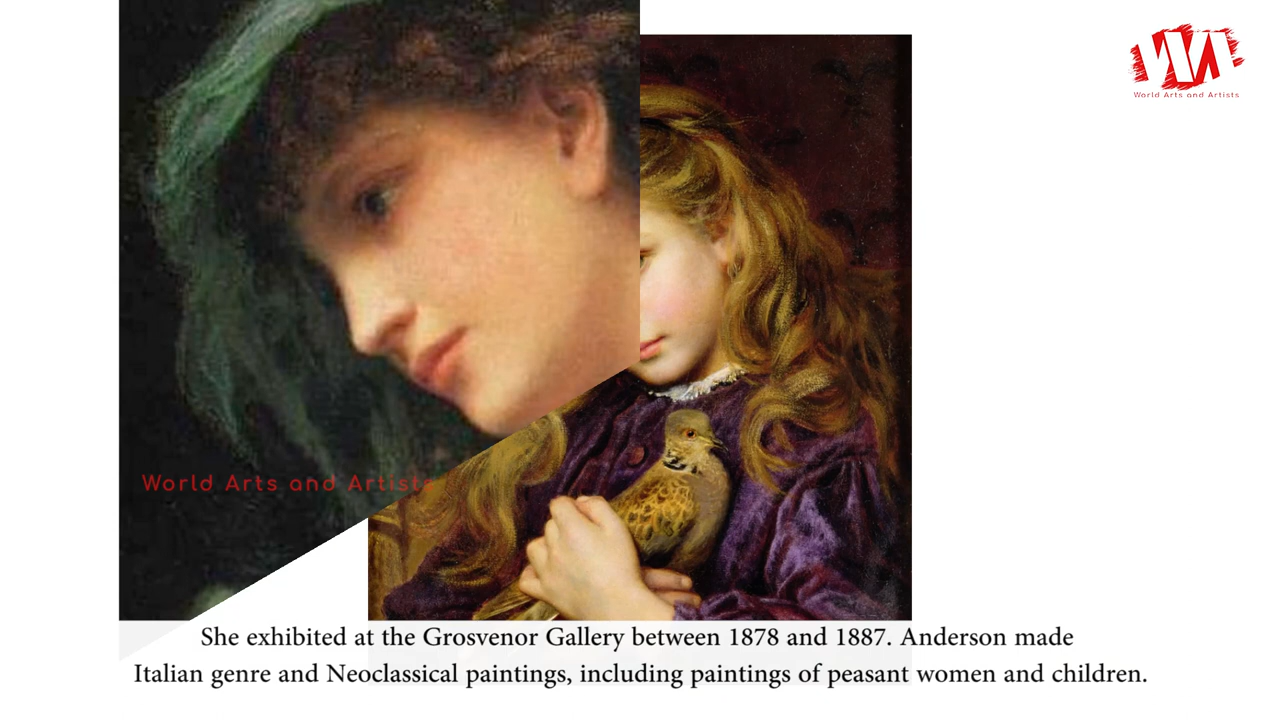 World Arts and Artists
World Arts and Artists
She exhibited at the Grosvenor Gallery between 1878 and 1887. Anderson made
Italian genre and Neoclassical paintings, including paintings of peasant women and children.